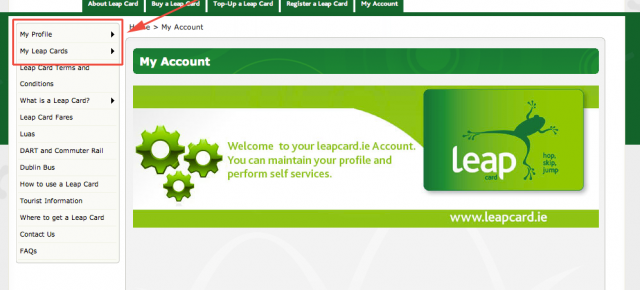 About Leap Card Buy a Leap Card Top-Up a Leap Card Register a Leap Card My Account
Home > My Account
My Profile
My Leap Cards
Leap Card Terms and
Conditions
What is a Leap Card?
Leap Card Fares
Luas
DART and Commuter Rail
Dublin Bus
How to use a Leap Card
Tourist Information
Where to get a Leap Card
Contact Us
FAQs
My Account
Welcome to your leapcard.ie Account.
You can maintain your profile and
perform self services.
leap
card
hop,
skip,
jump
www.leapcard.ie